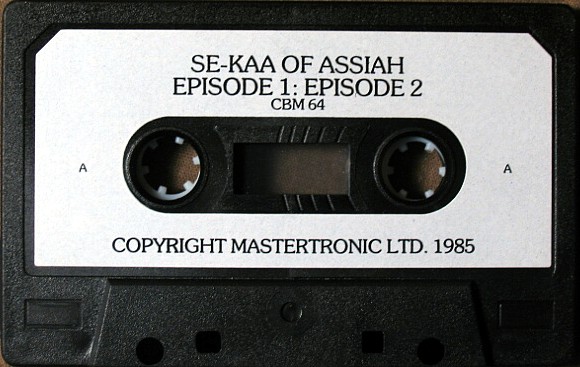 SE-KAA OF ASSIAH
EPISODE 1: EPISODE 2
CBM 64
A A
COPYRIGHT MASTERTRONIC LTD. 1985